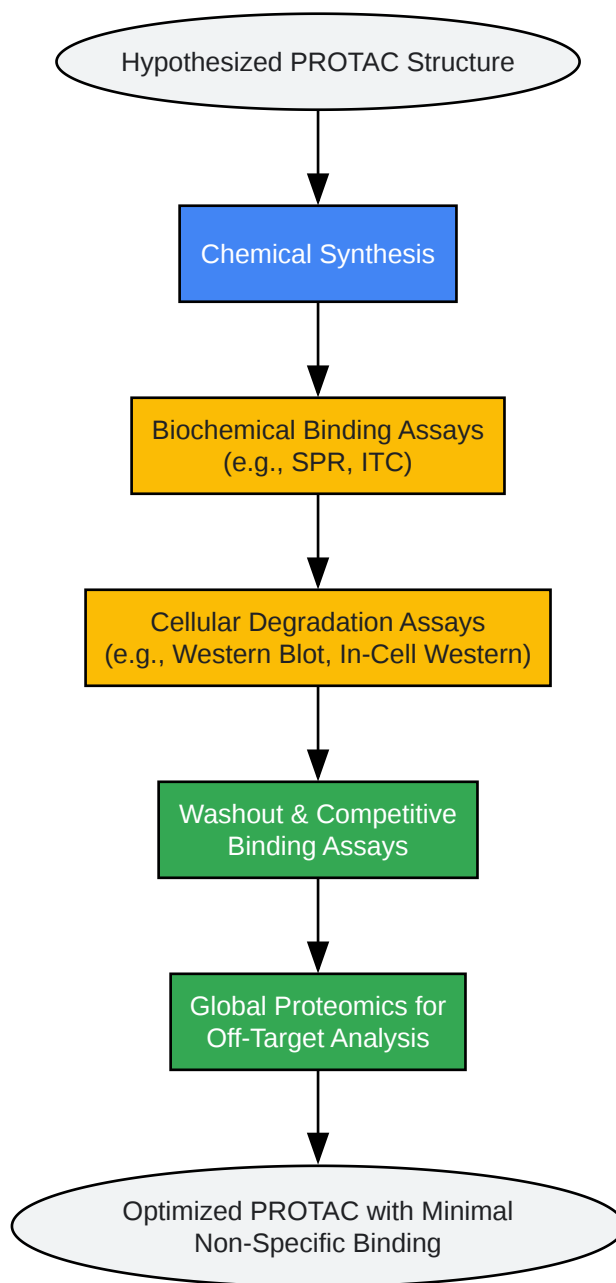 Hypothesized PROTAC Structure
Chemical Synthesis
Biochemical Binding Assays
(e.g., SPR, ITC)
Cellular Degradation Assays
(e.g., Western Blot, In-Cell Western)
Washout & Competitive
Binding Assays
Global Proteomics for
Off-Target Analysis
Optimized PROTAC with Minimal
Non-Specific Binding